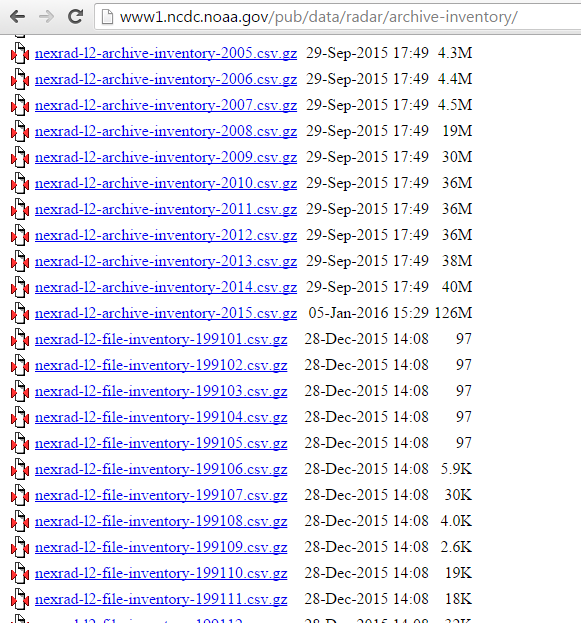 www1.ncdc.noaa.gov/pub/data/radar/archive-inventory/
nexrad-l2-archive-inventory-2005.csv.gz 29-Sep-2015 17:49 4.3M
nexrad-l2-archive-inventory-2006.csv.gz 29-Sep-2015 17:49 4.4M
nexrad-l2-archive-inventory-2007.csv.gz 29-Sep-2015 17:49 4.5M
nexrad-l2-archive-inventory-2008.csv.gz 29-Sep-2015 17:49 19M
nexrad-l2-archive-inventory-2009.csv.gz 29-Sep-2015 17:49 30M
nexrad-l2-archive-inventory-2010.csv.gz 29-Sep-2015 17:49 36M
nexrad-l2-archive-inventory-2011.csv.gz 29-Sep-2015 17:49 36M
nexrad-l2-archive-inventory-2012.csv.gz 29-Sep-2015 17:49 36M
nexrad-l2-archive-inventory-2013.csv.gz 29-Sep-2015 17:49 38M
nexrad-l2-archive-inventory-2014.csv.gz 29-Sep-2015 17:49 40M
nexrad-l2-archive-inventory-2015.csv.gz 05-Jan-2016 15:29 126M
nexrad-l2-file-inventory-199101.csv.gz 28-Dec-2015 14:08 97
nexrad-l2-file-inventory-199102.csv.gz 28-Dec-2015 14:08 97
nexrad-l2-file-inventory-199103.csv.gz 28-Dec-2015 14:08 97
nexrad-l2-file-inventory-199104.csv.gz 28-Dec-2015 14:08 97
nexrad-l2-file-inventory-199105.csv.gz 28-Dec-2015 14:08 97
nexrad-l2-file-inventory-199106.csv.gz 28-Dec-2015 14:08 5.9K
nexrad-l2-file-inventory-199107.csv.gz 28-Dec-2015 14:08 30K
nexrad-l2-file-inventory-199108.csv.gz 28-Dec-2015 14:08 4.0K
nexrad-l2-file-inventory-199109.csv.gz 28-Dec-2015 14:08 2.6K
nexrad-l2-file-inventory-199110.csv.gz 28-Dec-2015 14:08 19K
nexrad-l2-file-inventory-199111.csv.gz 28-Dec-2015 14:08 18K